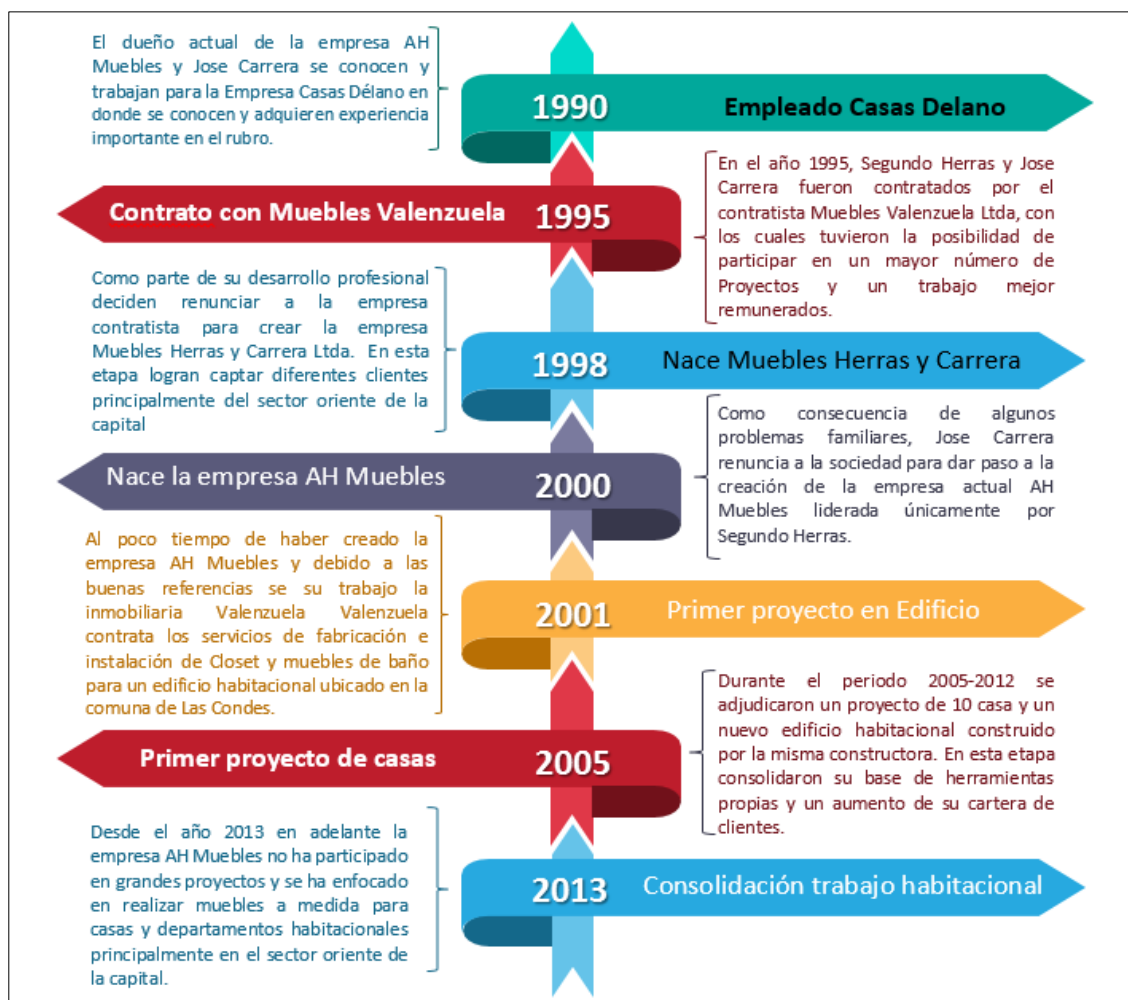 El dueño actual de la empresa AH
Muebles y Jose Carrera se conocen y
trabajan para la Empresa Casas Délano en
donde se conocen y adquieren experiencia
importante en el rubro.
1990
Empleado Casas Delano
Contrato con Muebles Valenzuela
1995
En el año 1995, Segundo Herras y Jose
Carrera fueron contratados por el
contratista Muebles Valenzuela Ltda, con
los cuales tuvieron la posibilidad de
participar en un mayor número de
Proyectos y un trabajo mejor
remunerados.
Como parte de su desarrollo profesional
deciden renunciar a la empresa
contratista para crear la empresa
Muebles Herras y Carrera Ltda. En esta
etapa logran captar diferentes clientes
principalmente del sector oriente de la
capital
1998
Nace Muebles Herras y Carrera
Nace la empresa AH Muebles
2000
Como consecuencia de algunos
problemas familiares, Jose Carrera
renuncia a la sociedad para dar paso a la
creación de la empresa actual AH
Muebles liderada únicamente por
Segundo Herras.
Al poco tiempo de haber creado la
empresa AH Muebles y debido a las
buenas referencias se su trabajo la
inmobiliaria Valenzuela Valenzuela
contrata los servicios de fabricación e
instalación de Closet y muebles de baño
para un edificio habitacional ubicado en la
comuna de Las Condes.
2001
Primer proyecto en Edificio
Primer proyecto de casas
2005
Durante el periodo 2005-2012 se
adjudicaron un proyecto de 10 casa y un
nuevo edificio habitacional construido
por la misma constructora. En esta etapa
consolidaron su base de herramientas
propias y un aumento de su cartera de
clientes.
Desde el año 2013 en adelante la
empresa AH Muebles no ha participado
en grandes proyectos y se ha enfocado
en realizar muebles a medida para
casas y departamentos habitacionales
principalmente en el sector oriente de
la capital.
2013
Consolidación trabajo habitacional